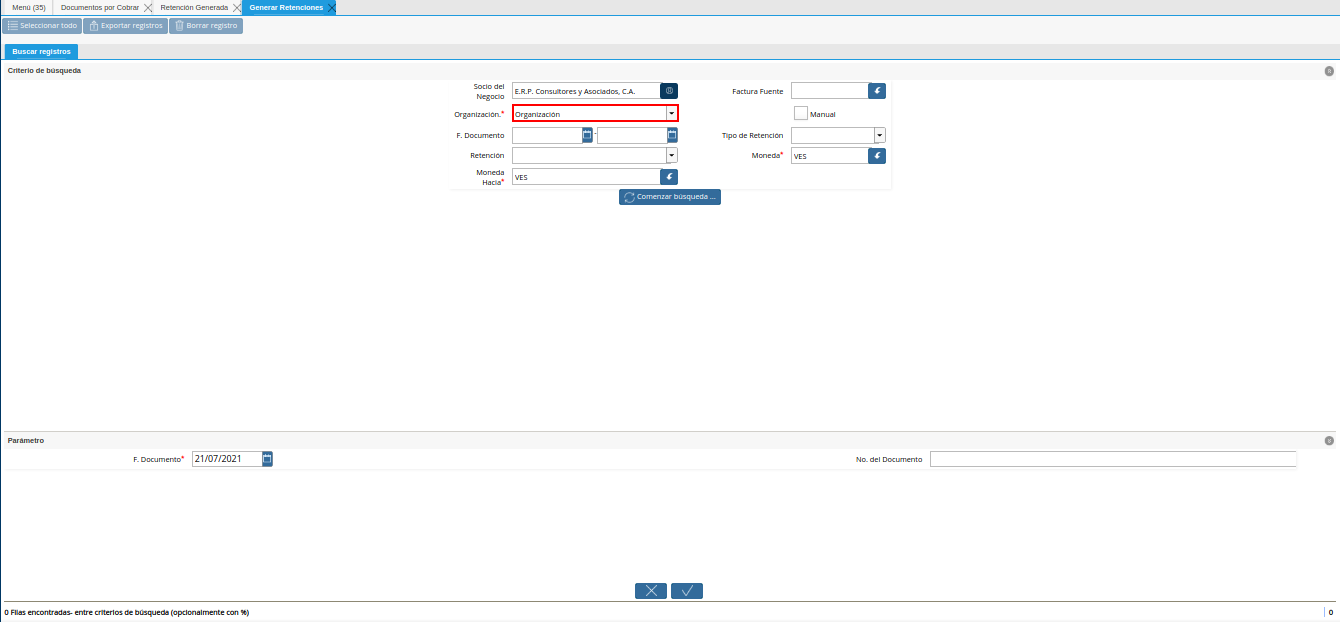 Menú (35) Documentos por Cobrar Retención Generada Generar Retenciones
Seleccionar todo Exportar registros Borrar registro
Buscar registros
Criterio de búsqueda
Socio del Negocio E.R.P. Consultores y Asociados, C.A. Factura Fuente
Organización.* Organización Manual
F. Documento - Tipo de Retención
Retención Moneda* VES
Moneda Hacia* VES
Comenzar búsqueda ...
Parámetro
F. Documento* 21/07/2021 No. del Documento
0 Filas encontradas- entre criterios de búsqueda (opcionalmente con %) 0